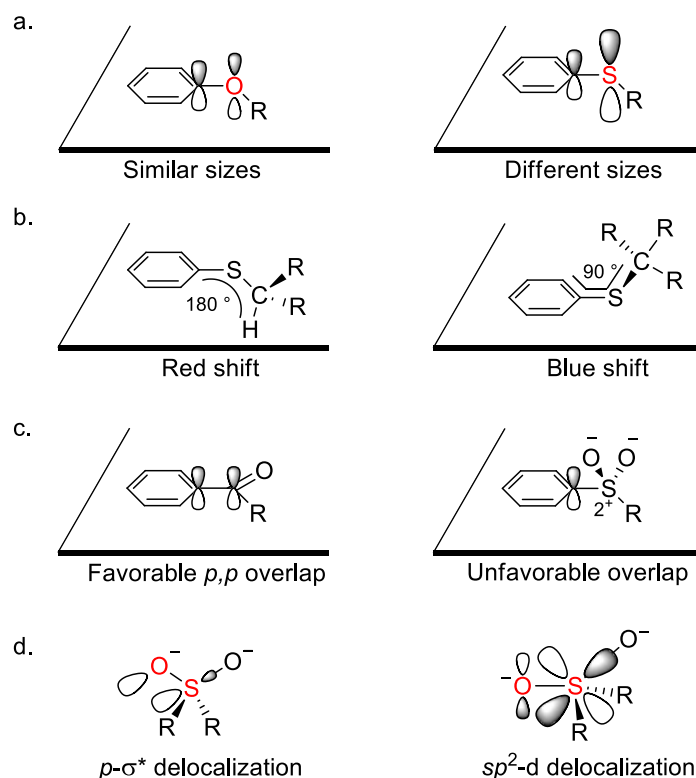 a.
O
R
S
R
Similar sizes
Different sizes
b.
S
R
C
R
H
180 °
R
R
R
C
90 °
S
Red shift
Blue shift
c.
O
R
O−
O−
S
2+
R
Favorable p,p overlap
Unfavorable overlap
d.
O−
O−
S
R
R
O−
−O
S
R
R
p-σ* delocalization
sp²-d delocalization